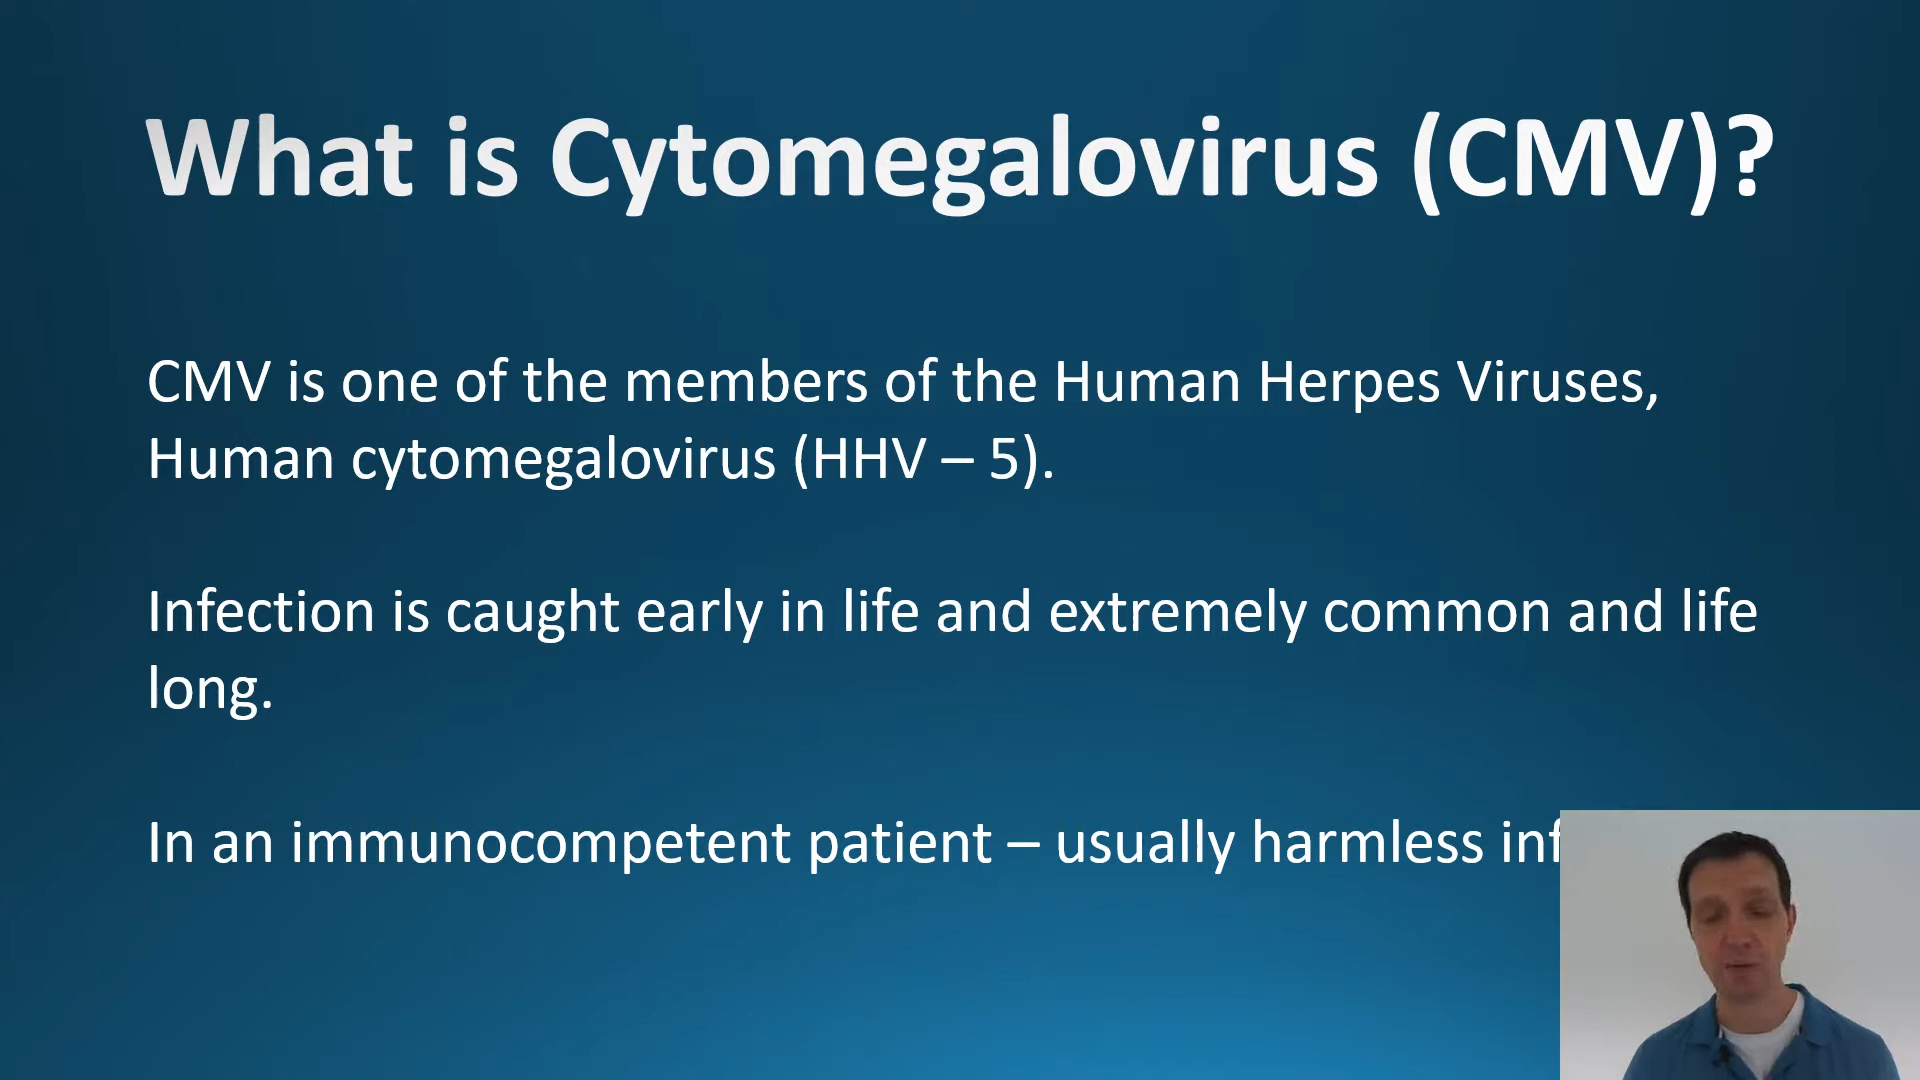 What is Cytomegalovirus (CMV)?
CMV is one of the members of the Human Herpes Viruses,
Human cytomegalovirus (HHV – 5).
Infection is caught early in life and extremely common and life
long.
In an immunocompetent patient – usually harmless